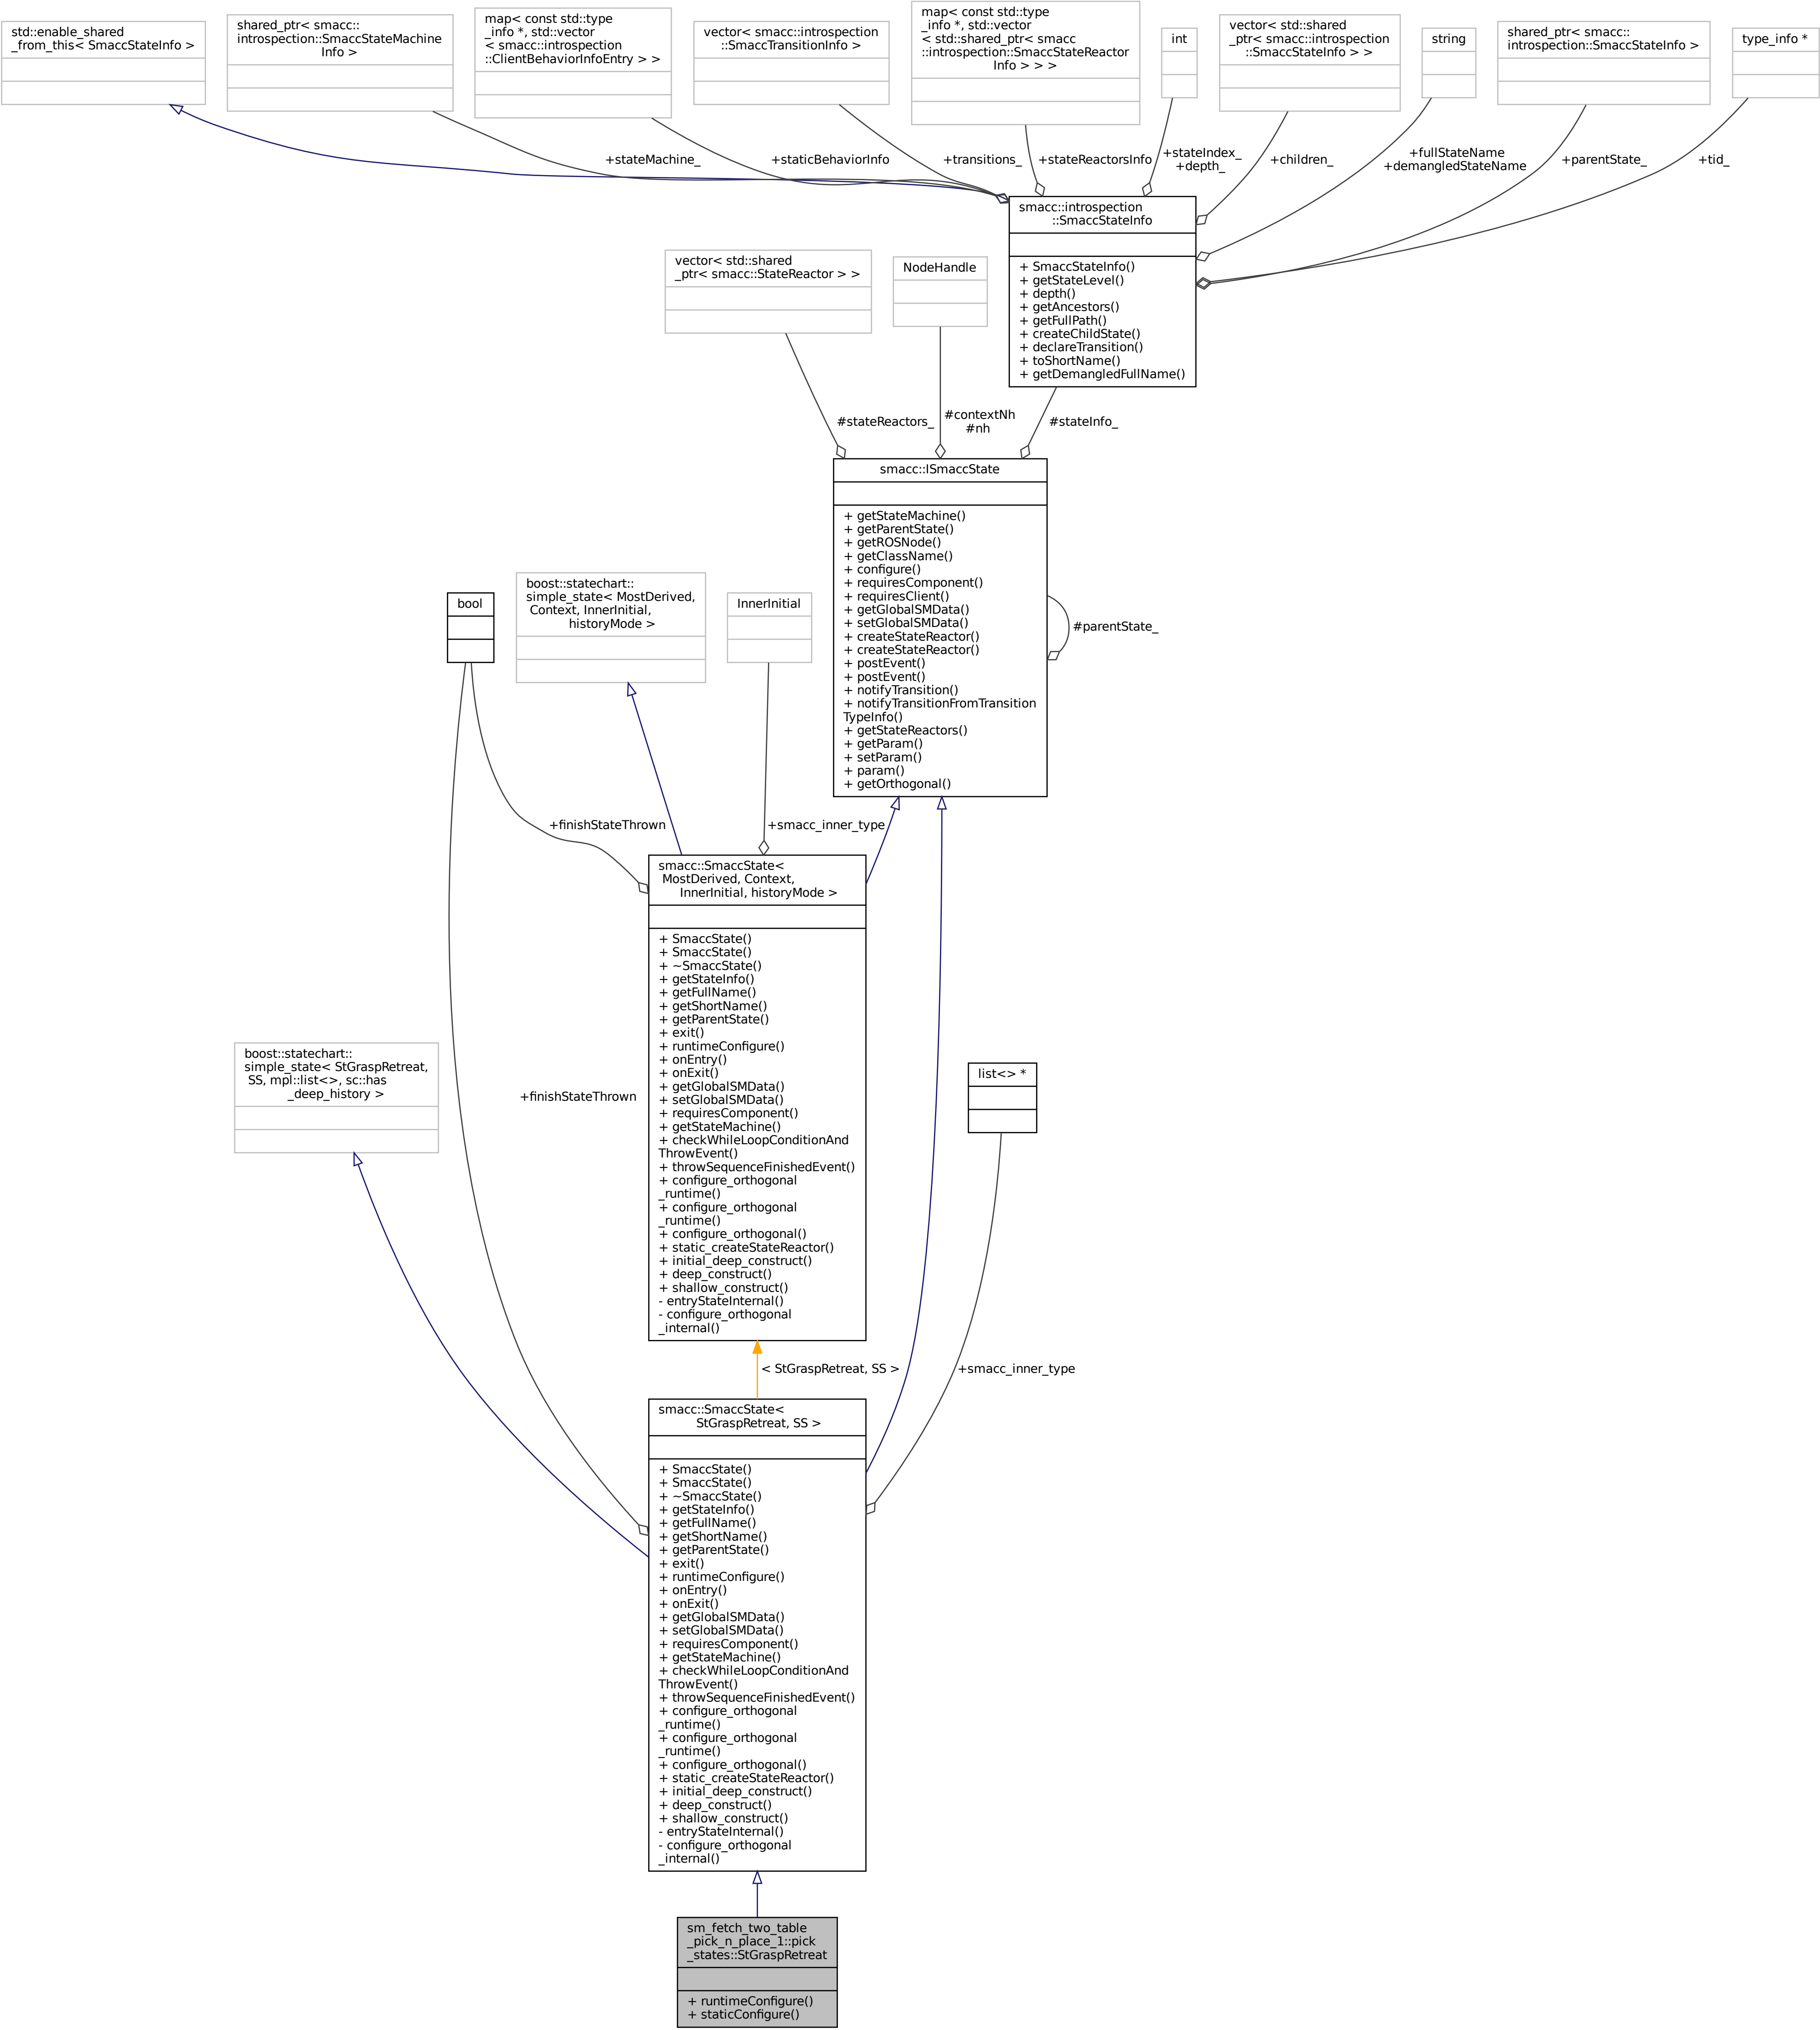 std::enable_shared
_from_this< SmaccStateInfo >
shared_ptr< smacc::
introspection::SmaccStateMachine
Info >
map< const std::type
_info *, std::vector
< smacc::introspection
::ClientBehaviorInfoEntry > >
vector< smacc::introspection
::SmaccTransitionInfo >
map< const std::type
_info *, std::vector
< std::shared_ptr< smacc
::introspection::SmaccStateReactor
Info > > >
int
vector< std::shared
_ptr< smacc::introspection
::SmaccStateInfo > >
string
shared_ptr< smacc::
introspection::SmaccStateInfo >
type_info *
+stateMachine_
+staticBehaviorInfo
+transitions_
+stateReactorsInfo
+stateIndex_
+depth_
+children_
+fullStateName
+demangledStateName
+parentState_
+tid_
smacc::introspection
::SmaccStateInfo
+ SmaccStateInfo()
+ getStateLevel()
+ depth()
+ getAncestors()
+ getFullPath()
+ createChildState()
+ declareTransition()
+ toShortName()
+ getDemangledFullName()
vector< std::shared
_ptr< smacc::StateReactor > >
NodeHandle
#stateReactors_
#contextNh
#nh
#stateInfo_
smacc::ISmaccState
+ getStateMachine()
+ getParentState()
+ getROSNode()
+ getClassName()
+ configure()
+ requiresComponent()
+ requiresClient()
+ getGlobalSMData()
+ setGlobalSMData()
+ createStateReactor()
+ createStateReactor()
+ postEvent()
+ postEvent()
+ notifyTransition()
+ notifyTransitionFromTransition
TypeInfo()
+ getStateReactors()
+ getParam()
+ setParam()
+ param()
+ getOrthogonal()
#parentState_
bool
boost::statechart::
simple_state< MostDerived,
Context, InnerInitial,
historyMode >
InnerInitial
+finishStateThrown
+smacc_inner_type
smacc::SmaccState<
MostDerived, Context,
InnerInitial, historyMode >
+ SmaccState()
+ SmaccState()
+ ~SmaccState()
+ getStateInfo()
+ getFullName()
+ getShortName()
+ getParentState()
+ exit()
+ runtimeConfigure()
+ onEntry()
+ onExit()
+ getGlobalSMData()
+ setGlobalSMData()
+ requiresComponent()
+ getStateMachine()
+ checkWhileLoopConditionAnd
ThrowEvent()
+ throwSequenceFinishedEvent()
+ configure_orthogonal
_runtime()
+ configure_orthogonal
_runtime()
+ configure_orthogonal()
+ static_createStateReactor()
+ initial_deep_construct()
+ deep_construct()
+ shallow_construct()
- entryStateInternal()
- configure_orthogonal
_internal()
boost::statechart::
simple_state< StGraspRetreat,
SS, mpl::list<>, sc::has
_deep_history >
+finishStateThrown
list<> *
< StGraspRetreat, SS >
+smacc_inner_type
smacc::SmaccState<
StGraspRetreat, SS >
+ SmaccState()
+ SmaccState()
+ ~SmaccState()
+ getStateInfo()
+ getFullName()
+ getShortName()
+ getParentState()
+ exit()
+ runtimeConfigure()
+ onEntry()
+ onExit()
+ getGlobalSMData()
+ setGlobalSMData()
+ requiresComponent()
+ getStateMachine()
+ checkWhileLoopConditionAnd
ThrowEvent()
+ throwSequenceFinishedEvent()
+ configure_orthogonal
_runtime()
+ configure_orthogonal
_runtime()
+ configure_orthogonal()
+ static_createStateReactor()
+ initial_deep_construct()
+ deep_construct()
+ shallow_construct()
- entryStateInternal()
- configure_orthogonal
_internal()
sm_fetch_two_table
_pick_n_place_1::pick
_states::StGraspRetreat
+ runtimeConfigure()
+ staticConfigure()